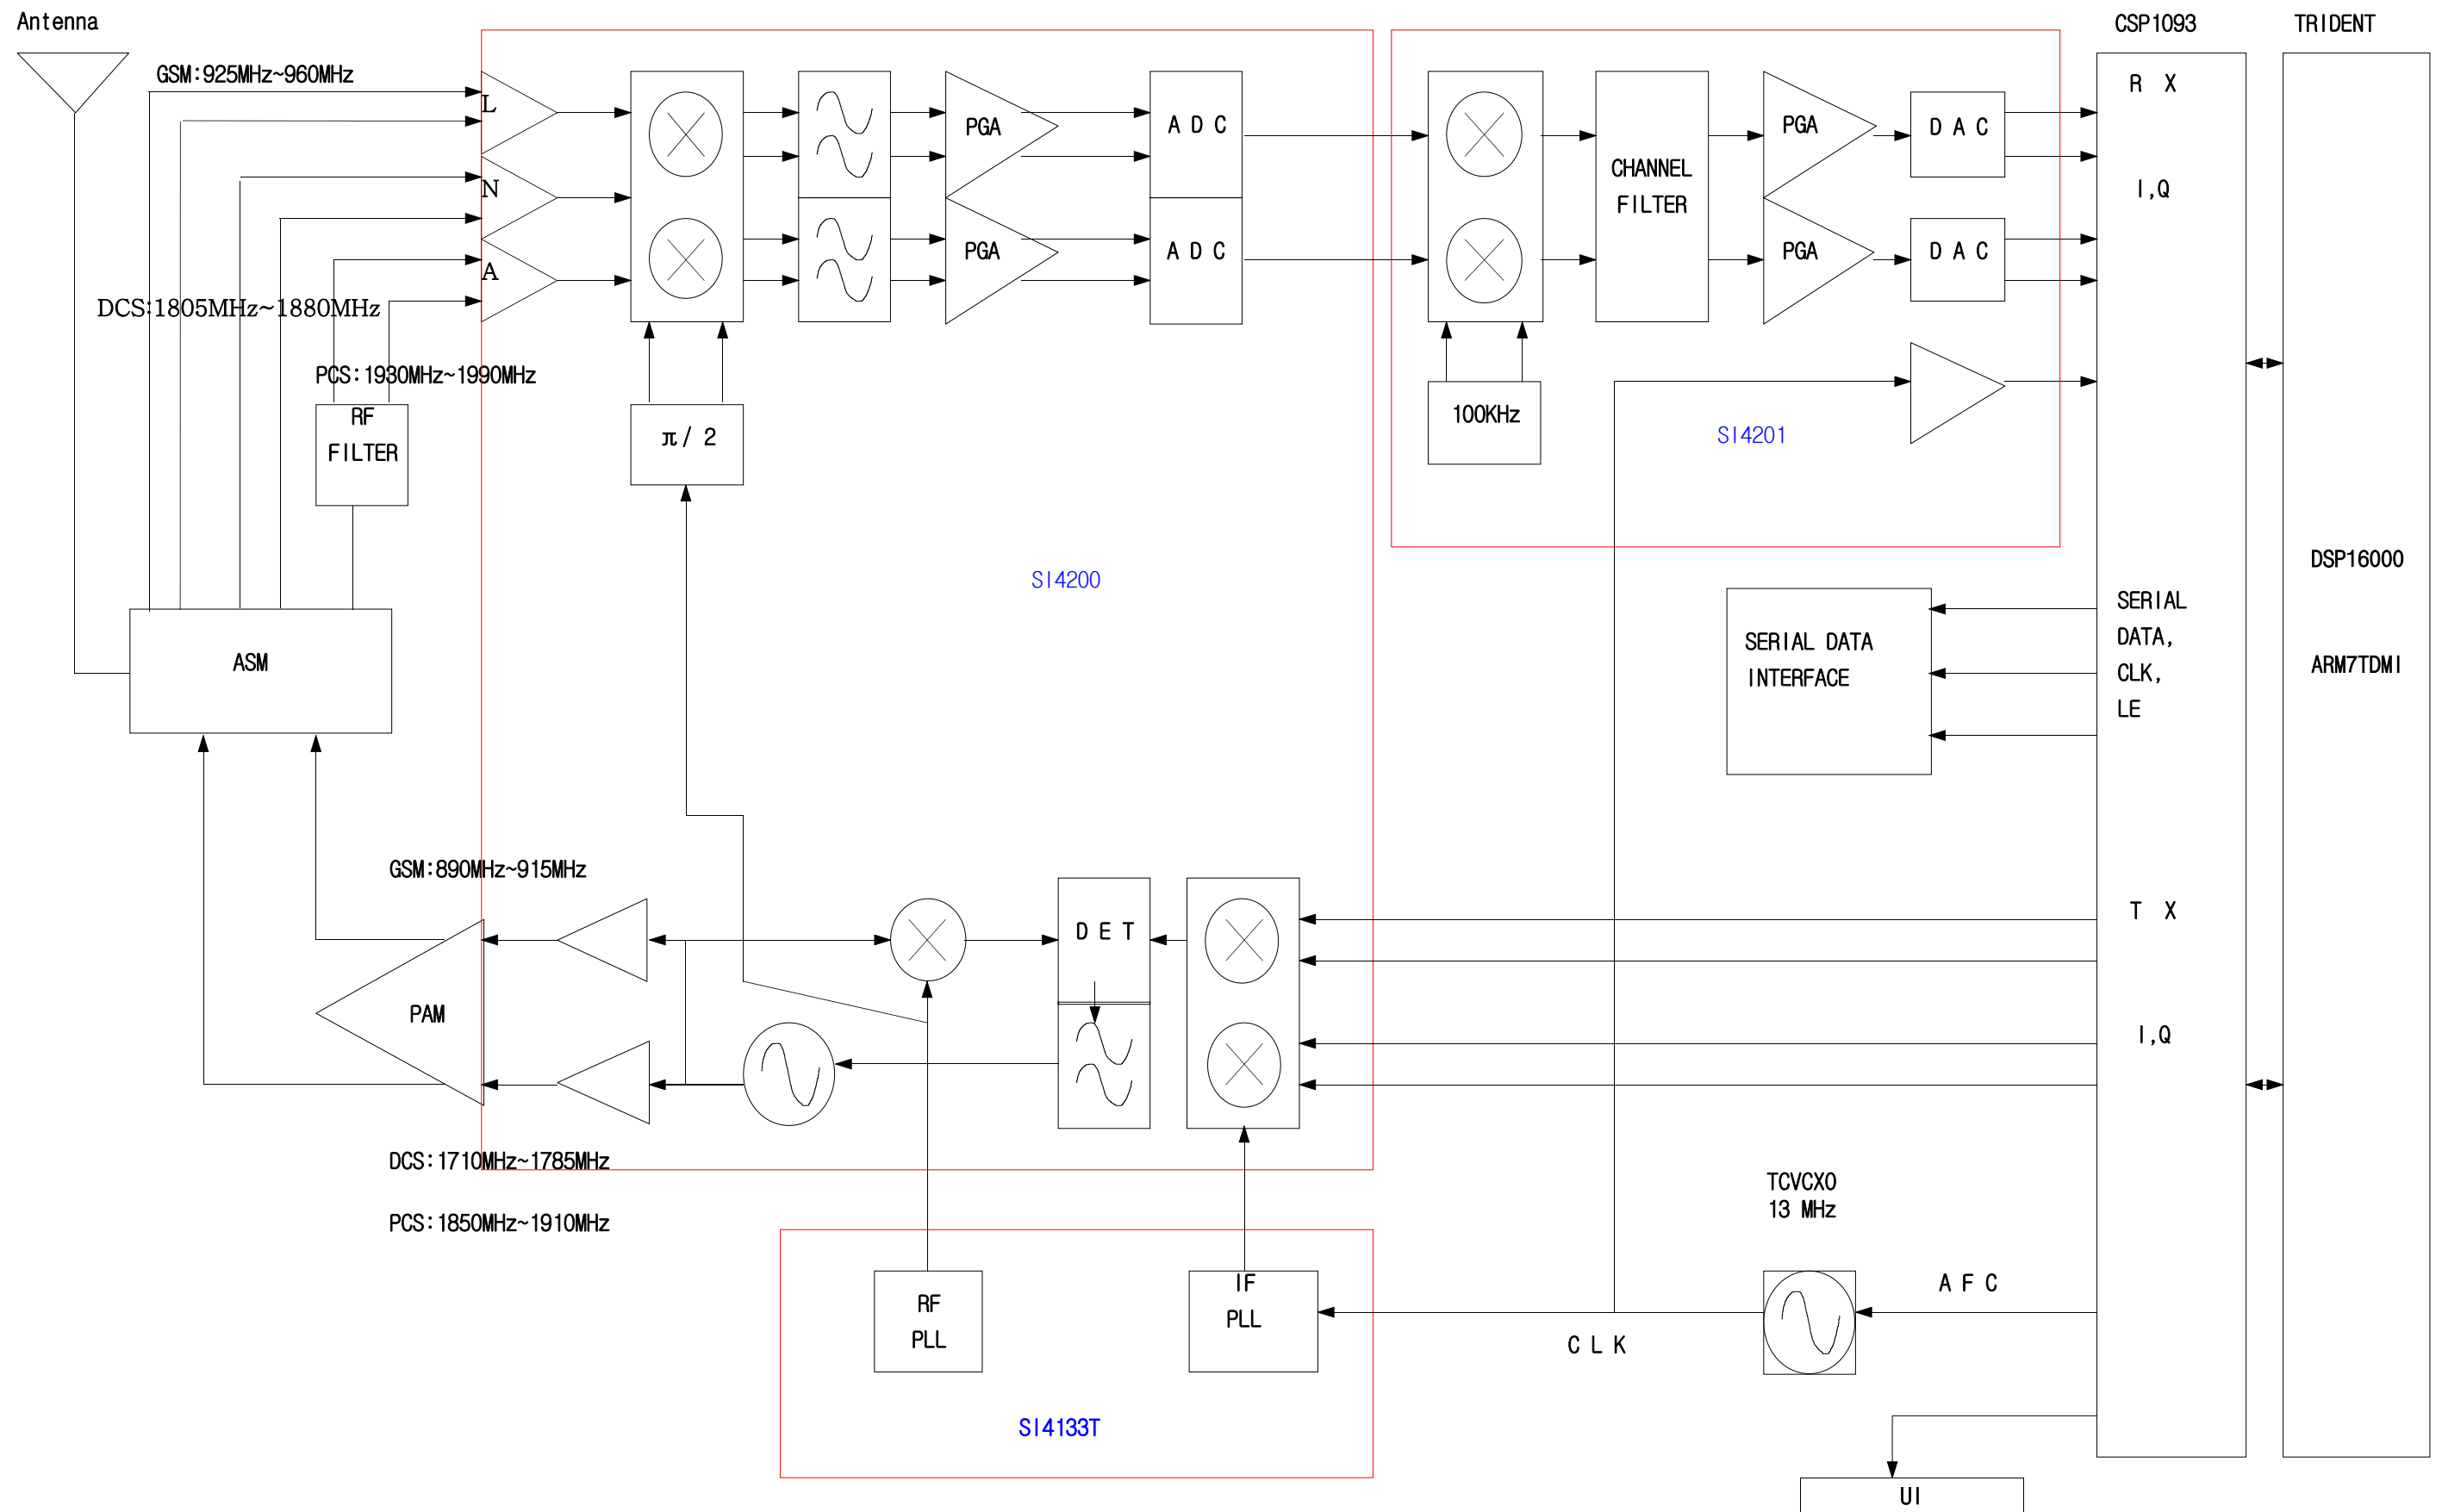 Antenna
CSP1093
TRIDENT
GSM:925MHz~960MHz
R X
L
PGA
A D C
PGA
D A C
CHANNEL
FILTER
N
I,Q
PGA
A D C
PGA
D A C
A
DCS:1805MHz~1880MHz
PCS:1930MHz~1990MHz
RF
FILTER
π/ 2
100KHz
SI4201
SI4200
DSP16000
SERIAL
DATA,
CLK,
LE
SERIAL DATA
INTERFACE
ASM
ARM7TDMI
GSM:890MHz~915MHz
D E T
T X
PAM
I,Q
DCS:1710MHz~1785MHz
PCS:1850MHz~1910MHz
TCVCXO
13 MHz
RF
PLL
IF
PLL
A F C
C L K
SI4133T
UI